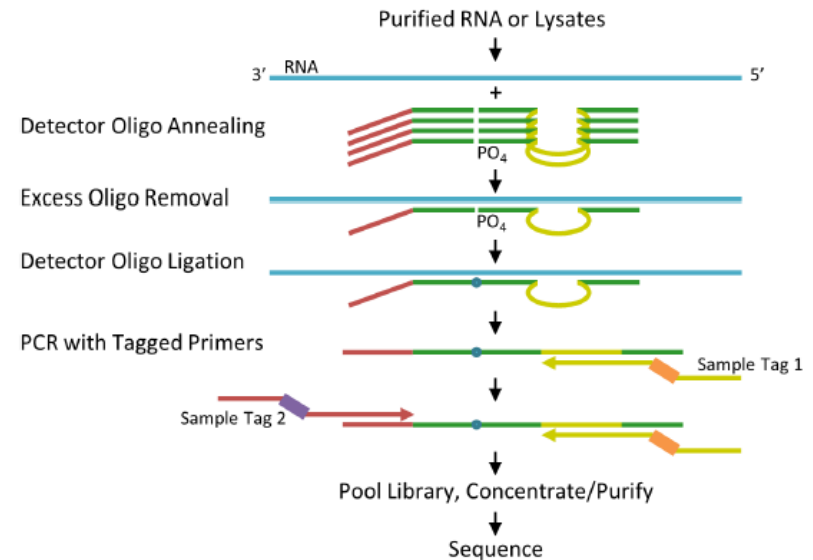 Purified RNA or Lysates
3’ RNA 5’
+
Detector Oligo Annealing
PO4
Excess Oligo Removal
PO4
Detector Oligo Ligation
PCR with Tagged Primers
Sample Tag 1
Sample Tag 2
Pool Library, Concentrate/Purify
Sequence